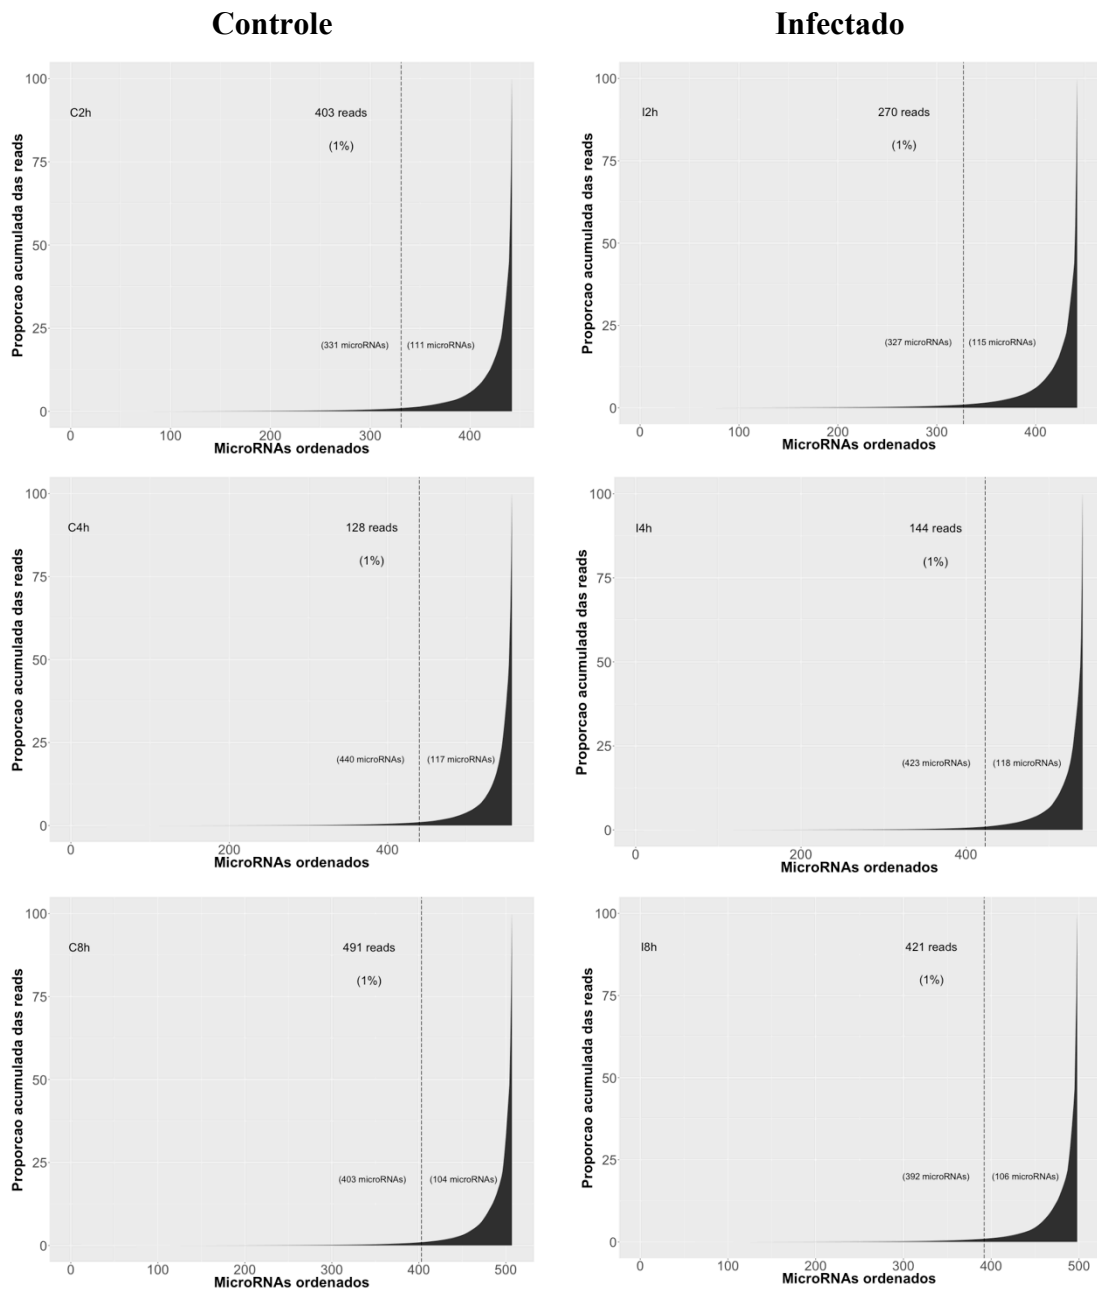 Controle
Infectado
Proporcao acumulada das reads
100
75
50
25
0
C2h
403 reads
(1%)
(331 microRNAs)
(111 microRNAs)
0
100
200
300
400
MicroRNAs ordenados
Proporcao acumulada das reads
100
75
50
25
0
I2h
270 reads
(1%)
(327 microRNAs)
(115 microRNAs)
0
100
200
300
400
MicroRNAs ordenados
Proporcao acumulada das reads
100
75
50
25
0
C4h
128 reads
(1%)
(440 microRNAs)
(117 microRNAs)
0
200
400
MicroRNAs ordenados
Proporcao acumulada das reads
100
75
50
25
0
I4h
144 reads
(1%)
(423 microRNAs)
(118 microRNAs)
0
200
400
MicroRNAs ordenados
Proporcao acumulada das reads
100
75
50
25
0
C8h
491 reads
(1%)
(403 microRNAs)
(104 microRNAs)
0
100
200
300
400
500
MicroRNAs ordenados
Proporcao acumulada das reads
100
75
50
25
0
I8h
421 reads
(1%)
(392 microRNAs)
(106 microRNAs)
0
100
200
300
400
500
MicroRNAs ordenados